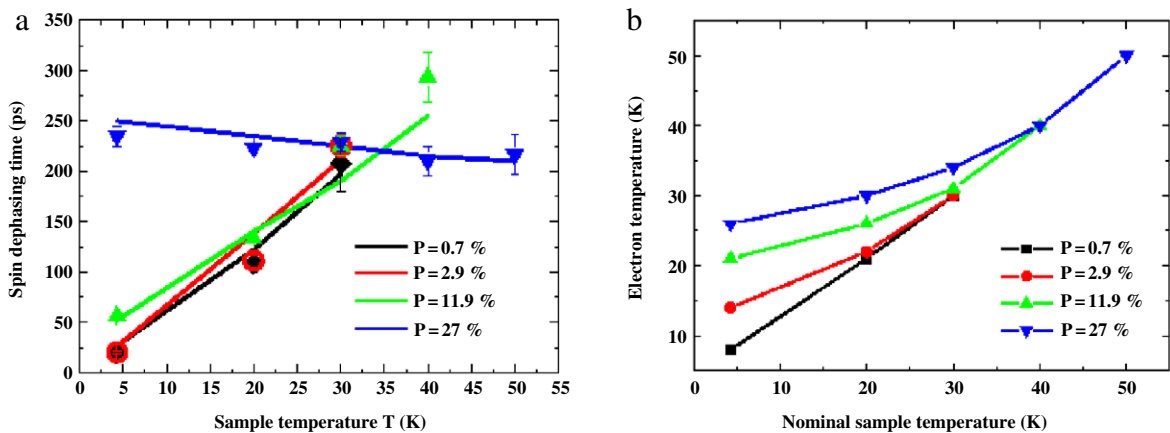 a
350
300
250
200
150
100
50
0
Spin dephasing time (ps)
0 5 10 15 20 25 30 35 40 45 50 55
Sample temperature T (K)
P = 0.7 %
P = 2.9 %
P = 11.9 %
P = 27 %
b
50
40
30
20
10
Electron temperature (K)
10 20 30 40 50
Nominal sample temperature (K)
P = 0.7 %
P = 2.9 %
P = 11.9 %
P = 27 %